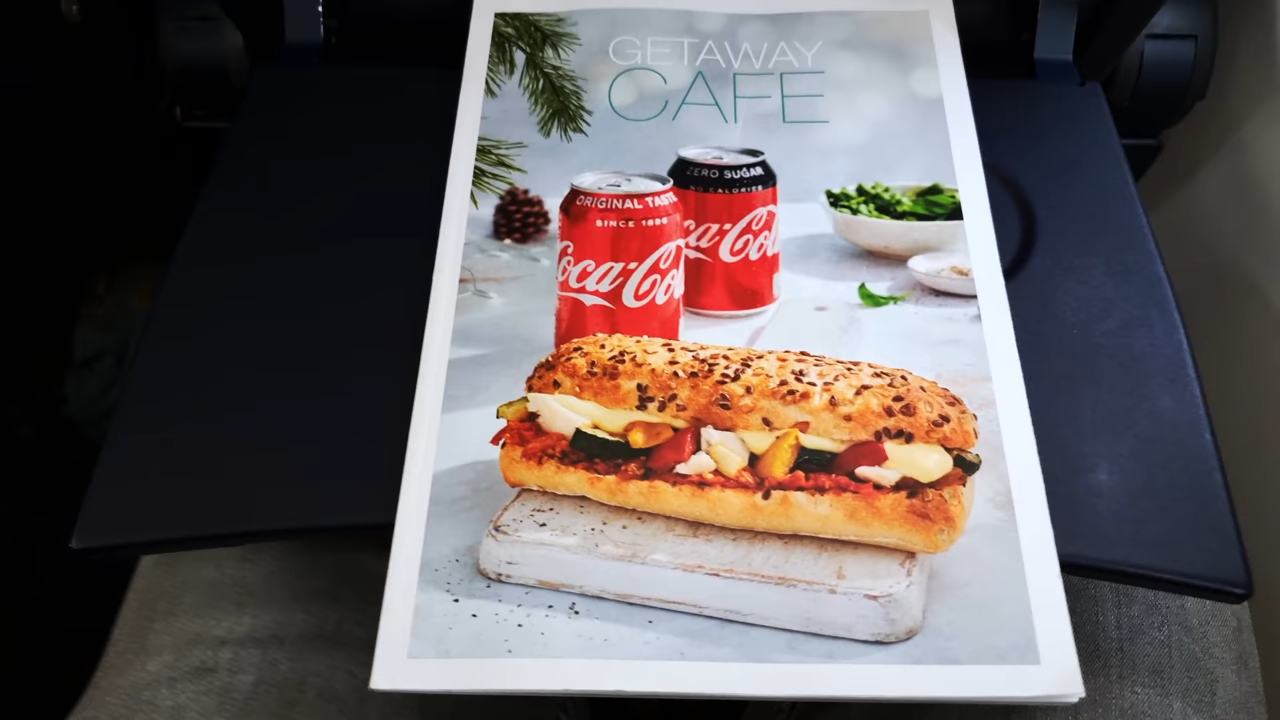 GETAWAY
CAFE
ZERO SUGAR
NO CALORIES
ORIGINAL TASTE
SINCE 1886
Coca-Cola
Coca-Cola